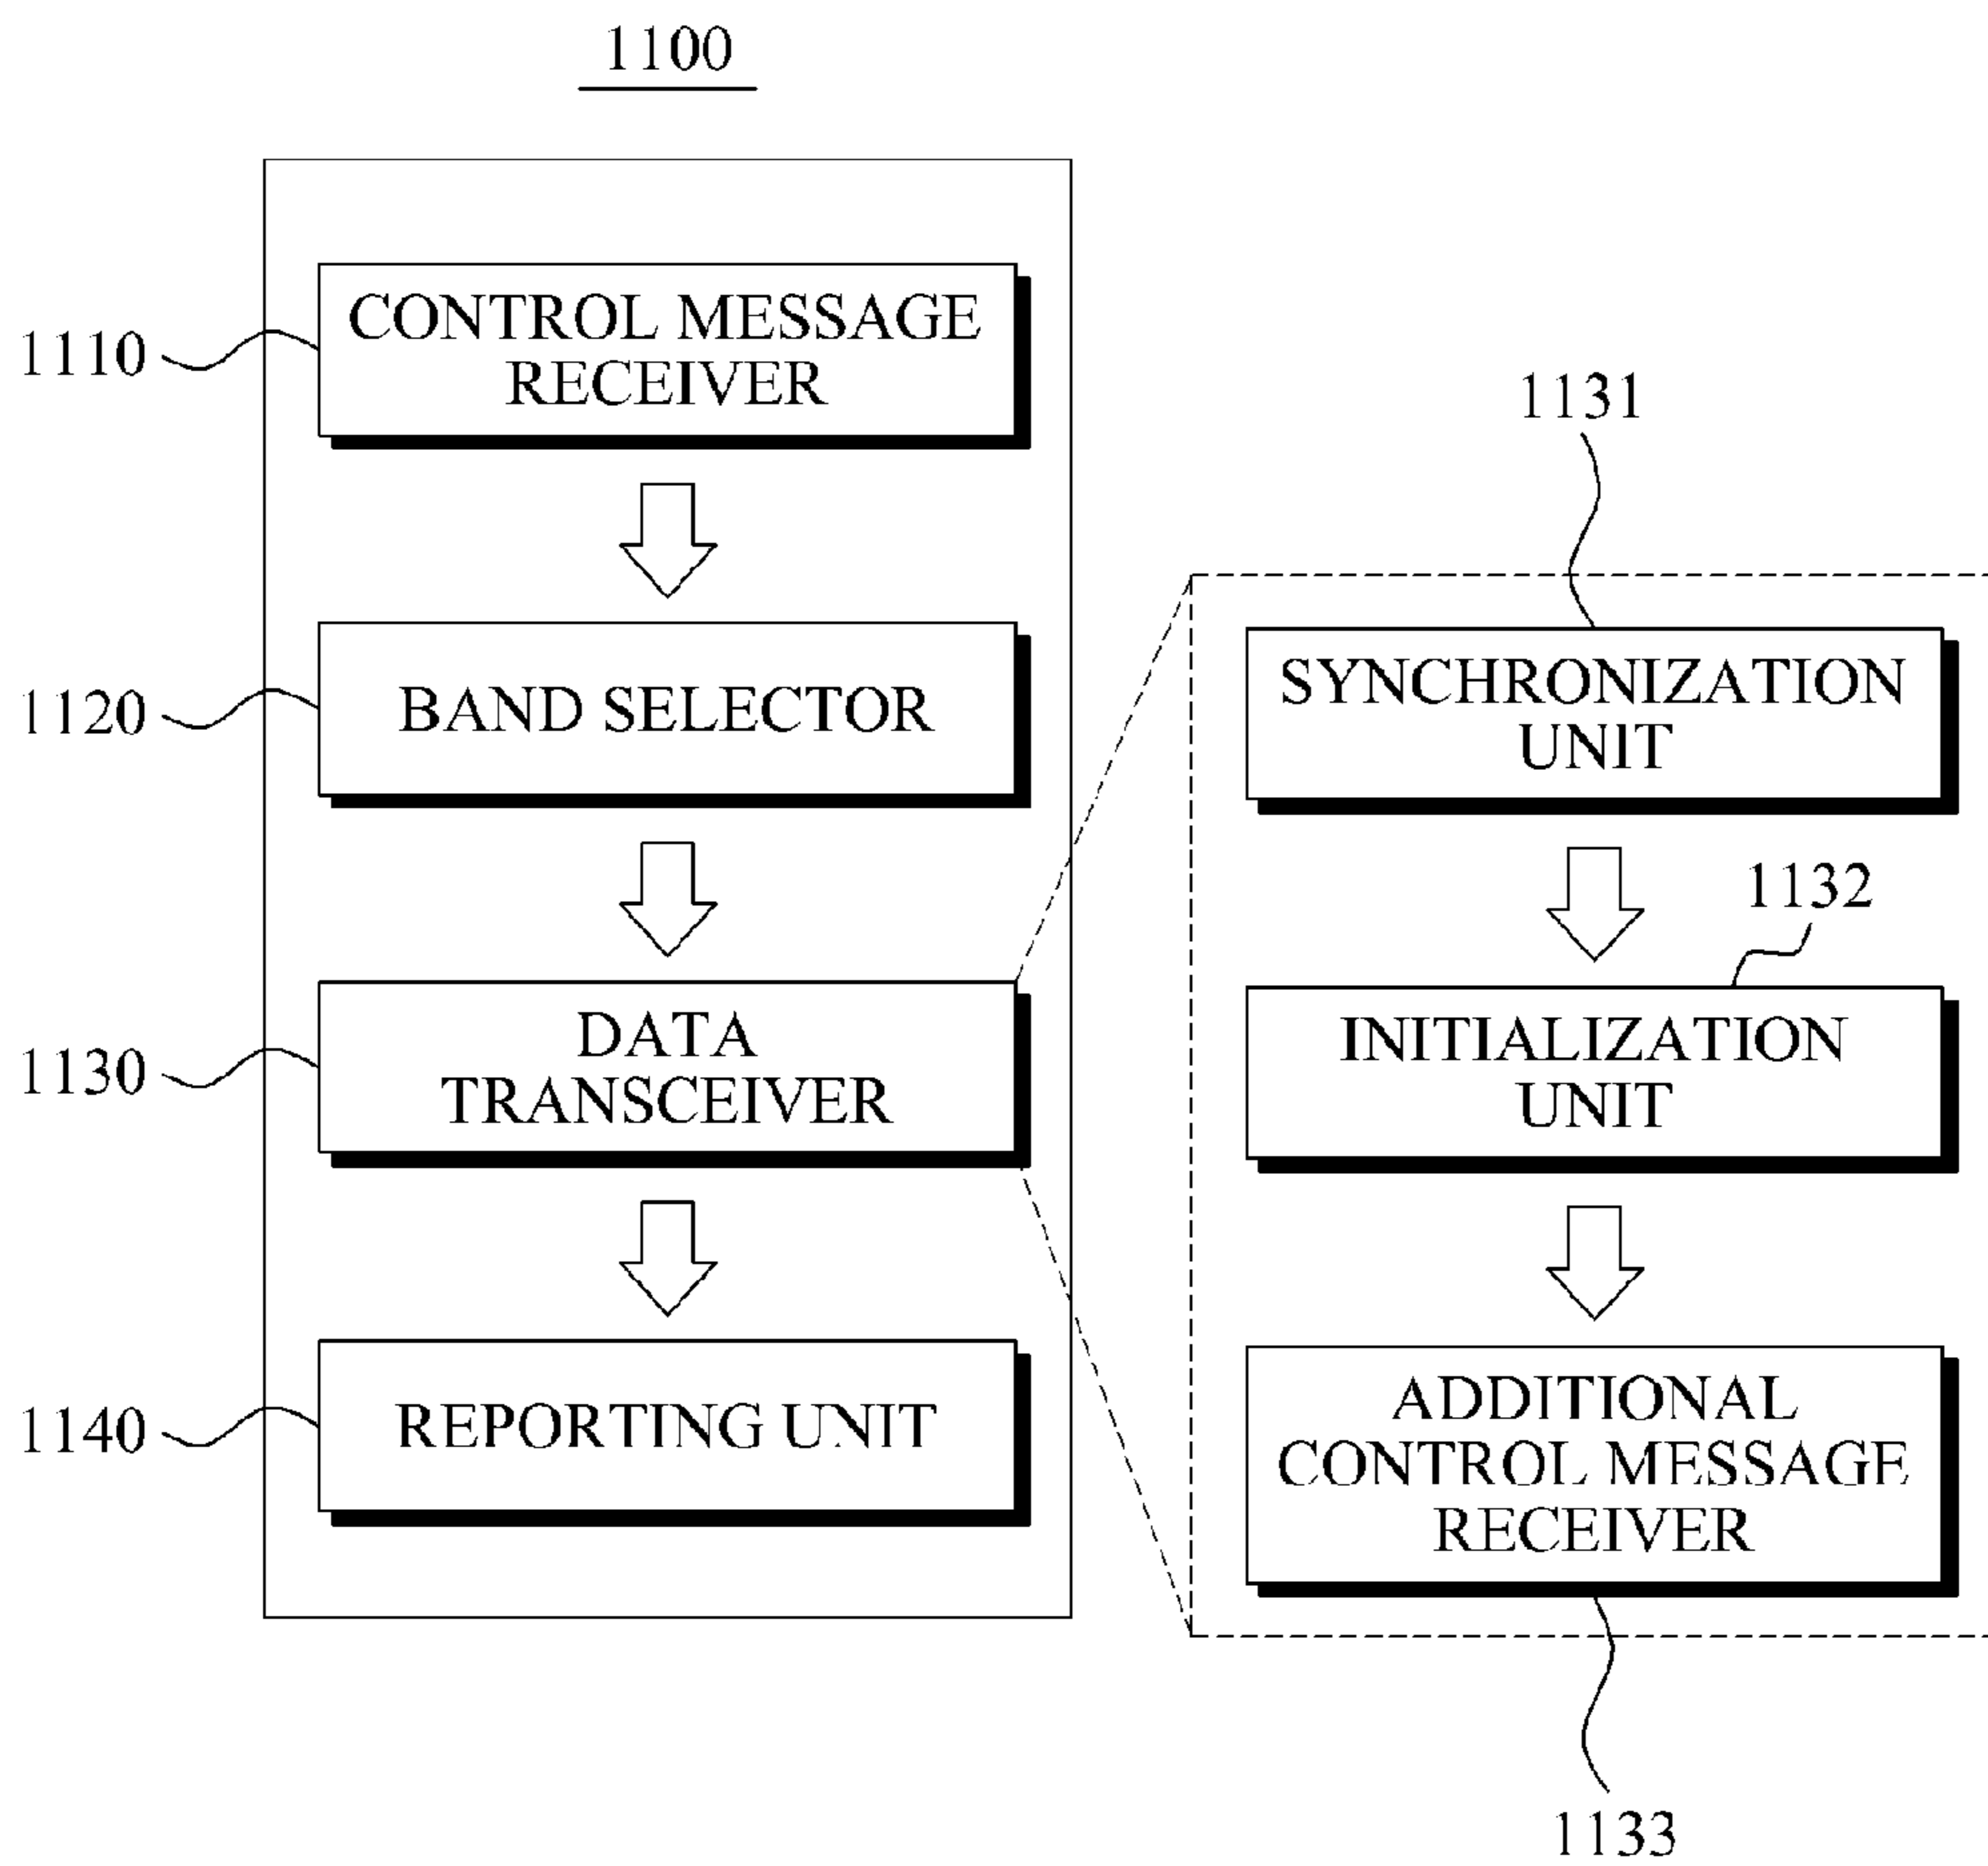 1100
1110
CONTROL MESSAGE
RECEIVER
1120
BAND SELECTOR
1130
DATA
TRANSCEIVER
1140
REPORTING UNIT
1131
SYNCHRONIZATION
UNIT
1132
INITIALIZATION
UNIT
ADDITIONAL
CONTROL MESSAGE
RECEIVER
1133